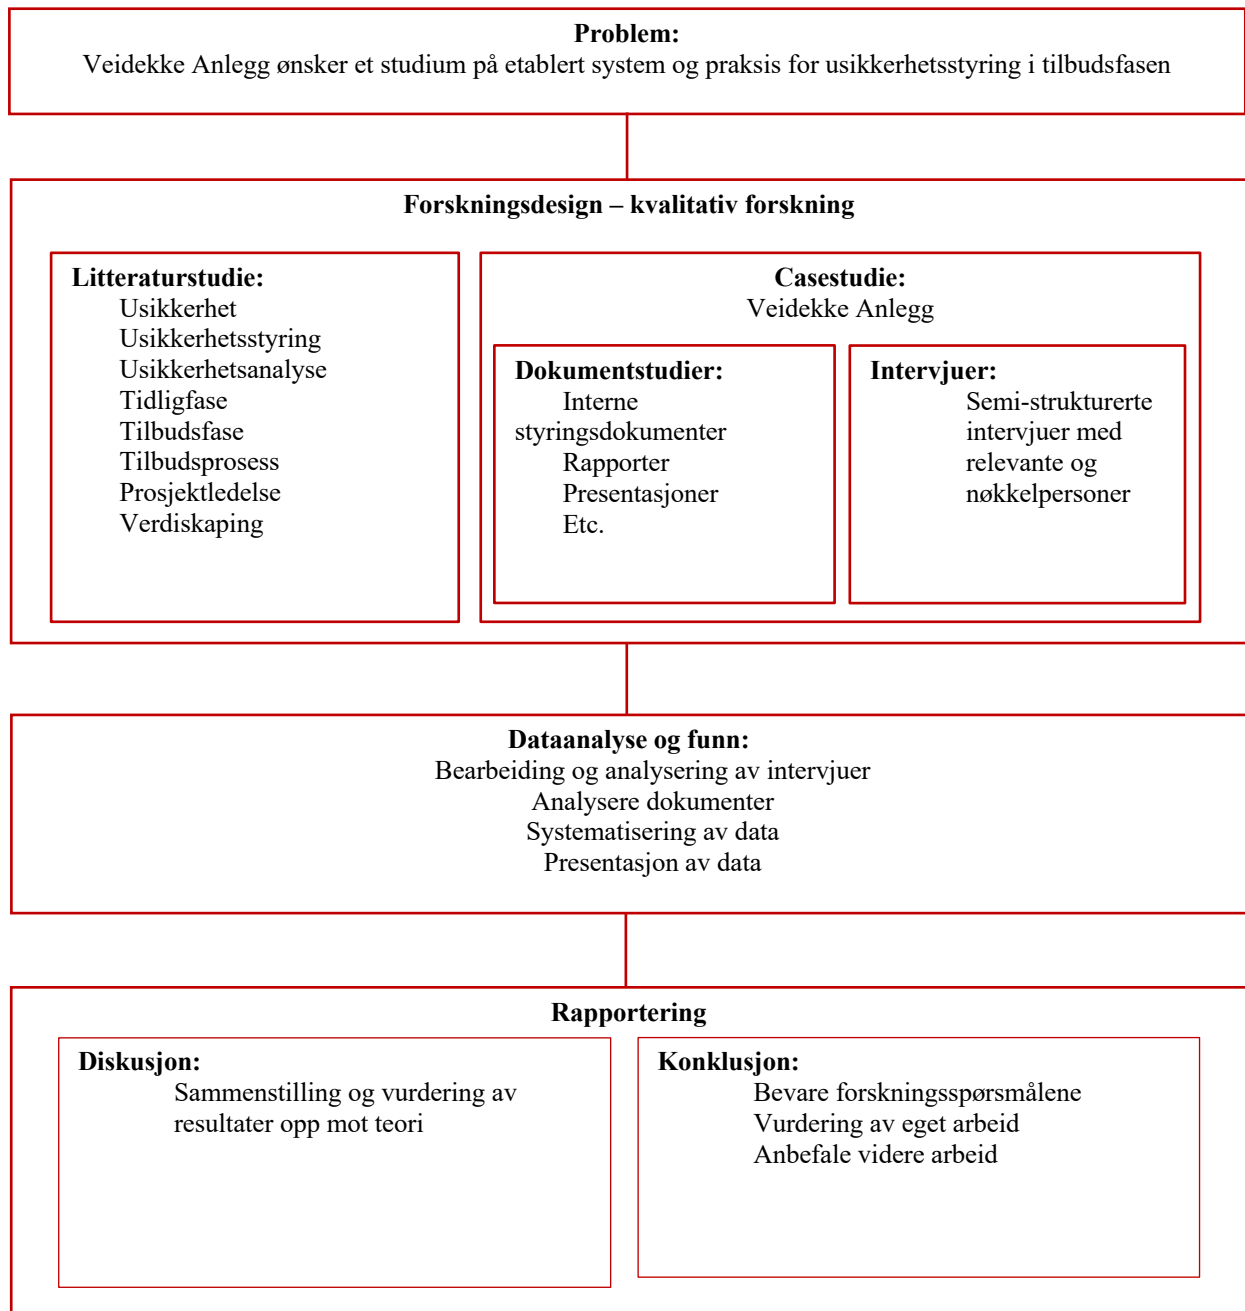 Problem:
Veidekke Anlegg ønsker et studium på etablert system og praksis for usikkerhetsstyring i tilbudsfasen
Forskningsdesign – kvalitativ forskning
Litteraturstudie:
Usikkerhet
Usikkerhetsstyring
Usikkerhetsanalyse
Tidligfase
Tilbudsfase
Tilbudsprosess
Prosjektledelse
Verdiskaping
Casestudie:
Veidekke Anlegg
Dokumentstudier:
Interne
styringsdokumenter
Rapporter
Presentasjoner
Etc.
Intervjuer:
Semi-strukturerte
intervjuer med
relevante og
nøkkelpersoner
Dataanalyse og funn:
Bearbeiding og analysering av intervjuer
Analysere dokumenter
Systematisering av data
Presentasjon av data
Rapportering
Diskusjon:
Sammenstilling og vurdering av
resultater opp mot teori
Konklusjon:
Bevare forskningsspørsmålene
Vurdering av eget arbeid
Anbefale videre arbeid